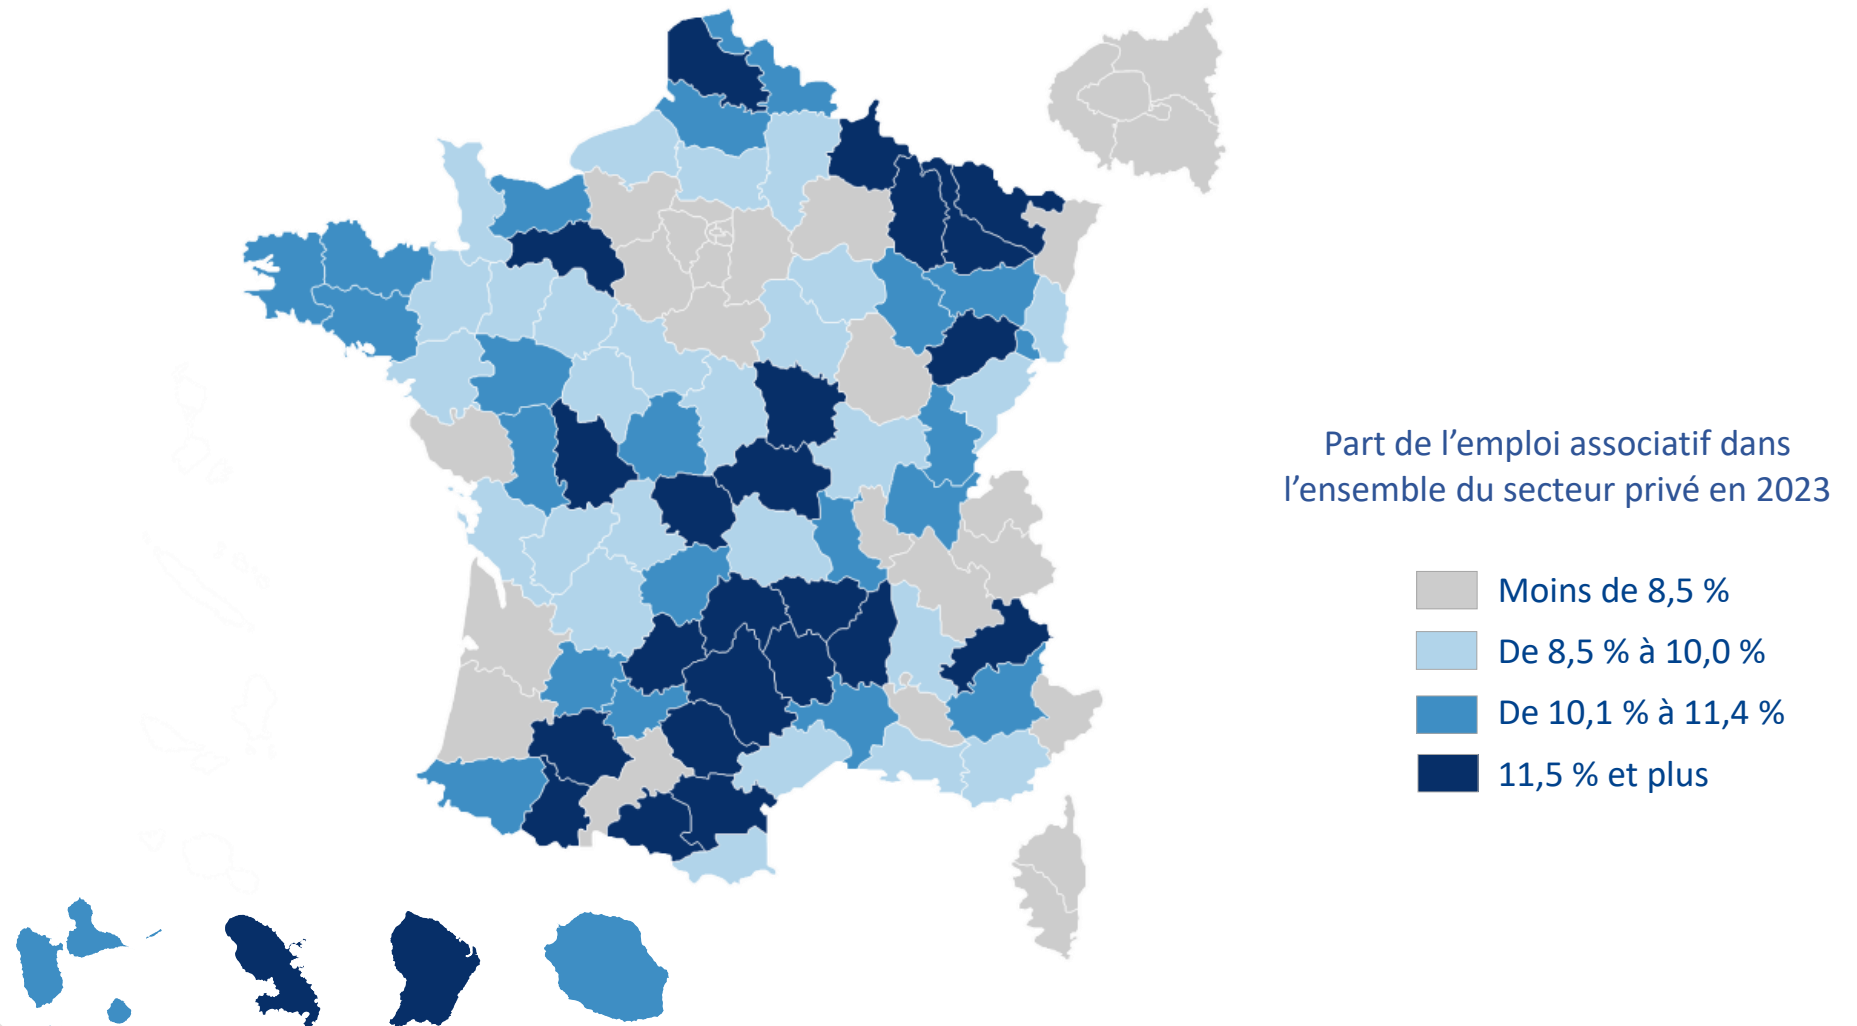 Part de l’emploi associatif dans
l’ensemble du secteur privé en 2023
Moins de 8,5 %
De 8,5 % à 10,0 %
De 10,1 % à 11,4 %
11,5 % et plus